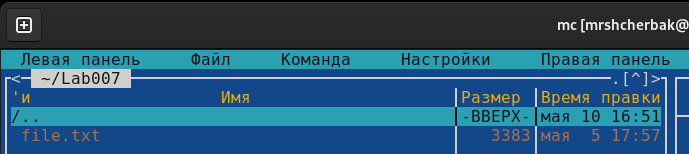 mc [mrshcherbak@
Левая панель Файл Команда Настройки Правая панель
<- ~/Lab007 .[^]>
'и Имя Размер Время правки
/.. -ВВЕРХ- мая 10 16:51
file.txt 3383 мая 5 17:57